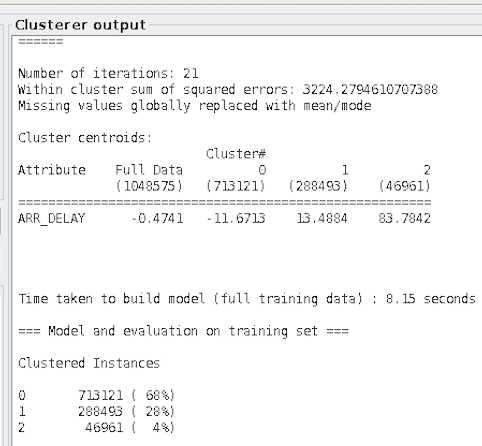 Clusterer output
======
Number of iterations: 21
Within cluster sum of squared errors: 3224.2794610707388
Missing values globally replaced with mean/mode
Cluster centroids:
Cluster#
Attribute Full Data 0 1 2
(1048575) (713121) (288493) (46961)
=======================================================
ARR_DELAY -0.4741 -11.6713 13.4884 83.7842
Time taken to build model (full training data) : 8.15 seconds
=== Model and evaluation on training set ===
Clustered Instances
0 713121 ( 68%)
1 288493 ( 28%)
2 46961 ( 4%)